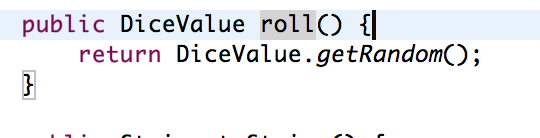 public DiceValue roll() {
    return DiceValue.getRandom();
}